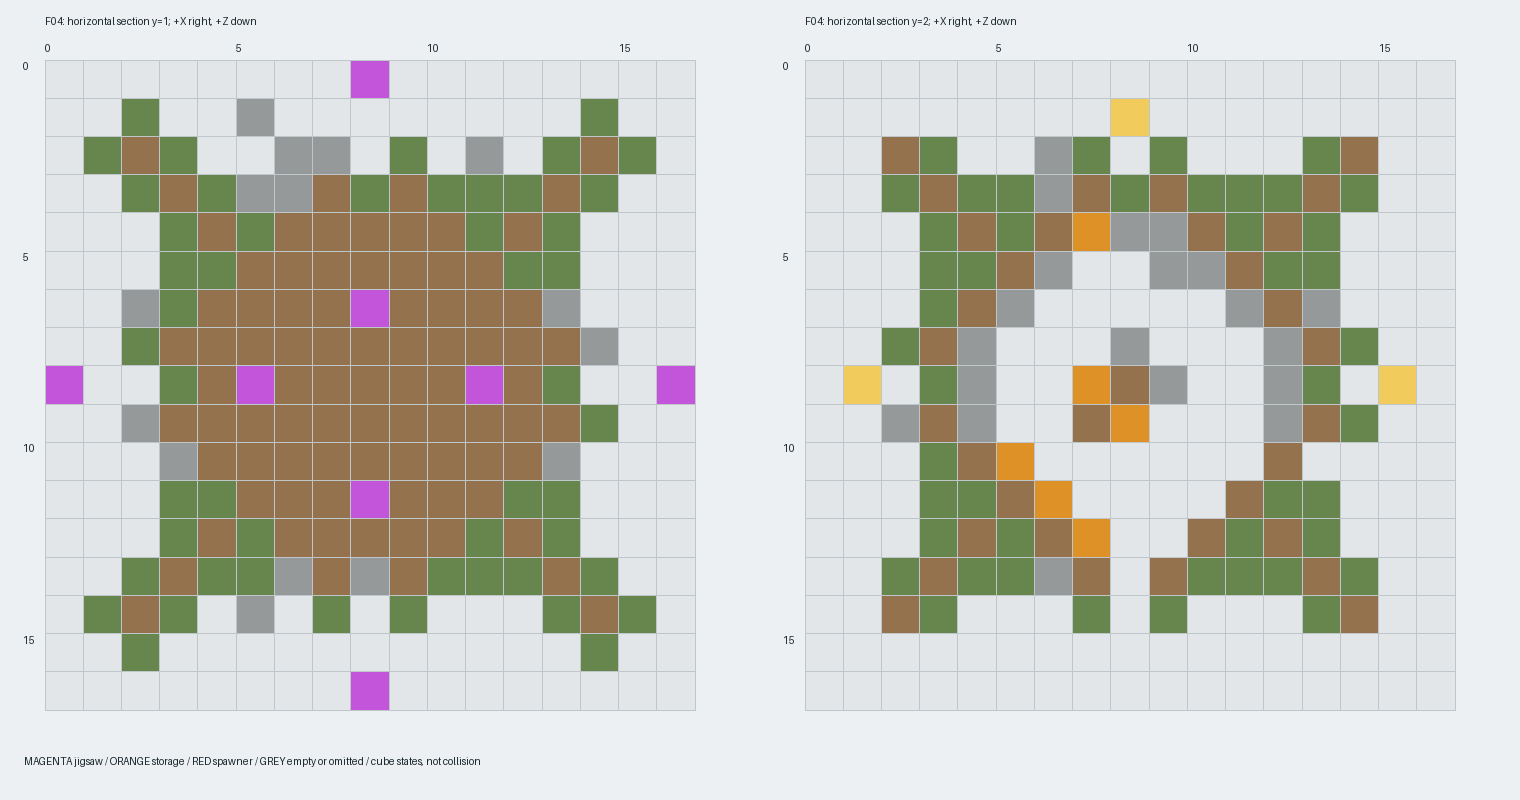 F04: horizontal section y=1; +X right, +Z down
F04: horizontal section y=2; +X right, +Z down
0 5 10 15
0 5 10 15
0
0
5
5
10
10
15
15
MAGENTA jigsaw / ORANGE storage / RED spawner / GREY empty or omitted / cube states, not collision